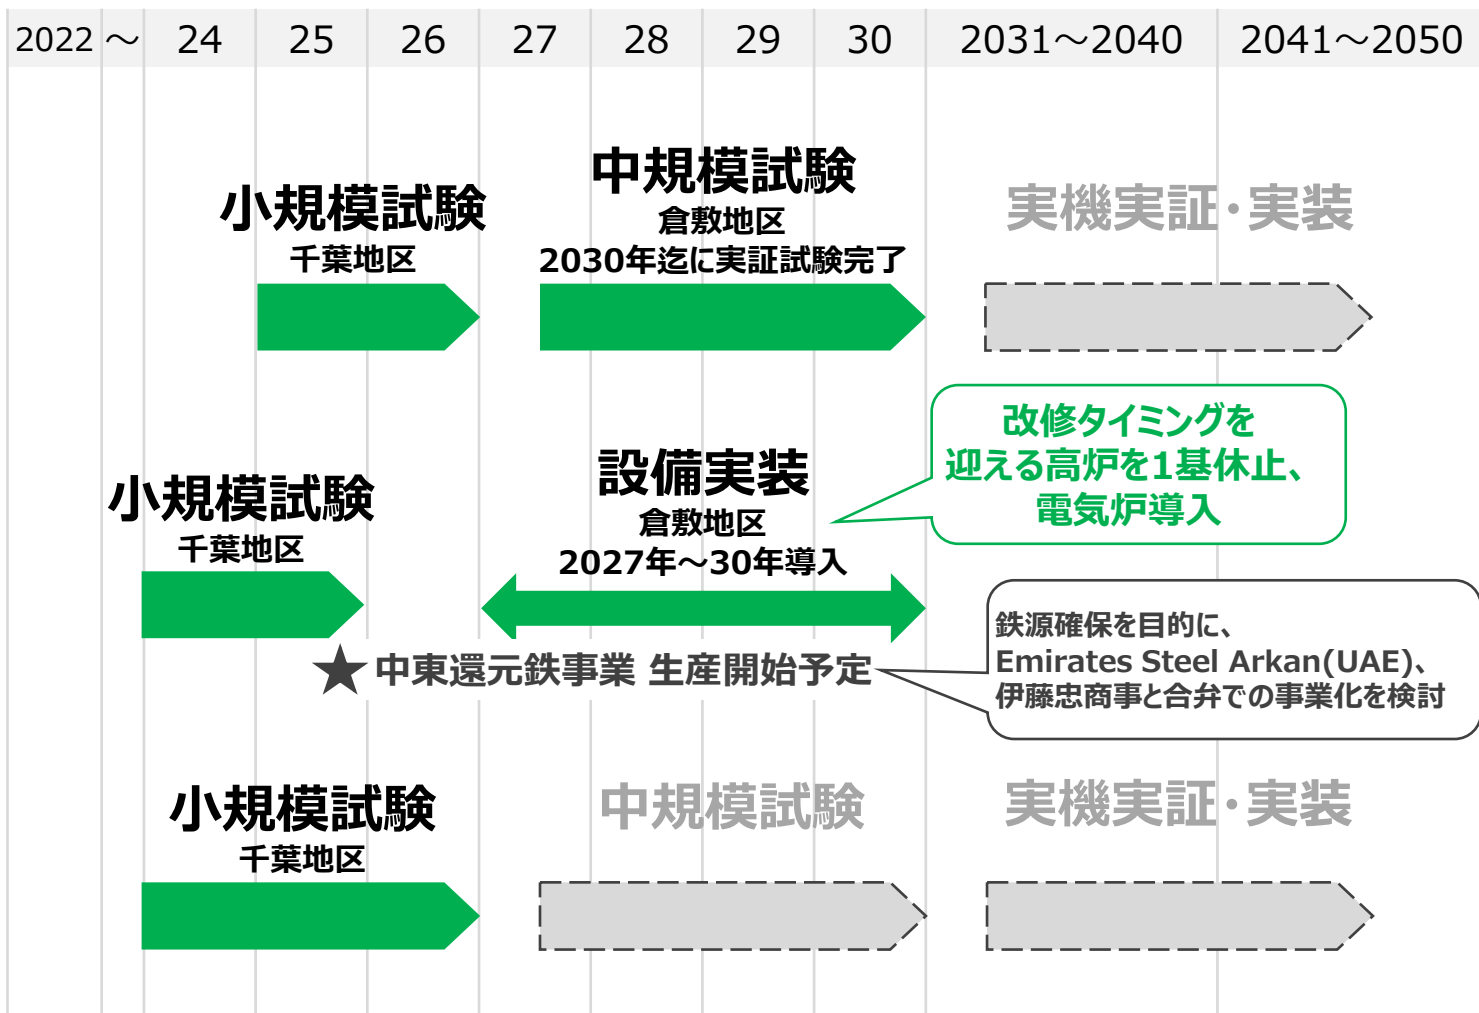 2022 ～ 24 25 26 27 28 29 30 2031～2040 2041～2050
小規模試験
千葉地区
中規模試験
倉敷地区
2030年迄に実証試験完了
実機実証・実装
小規模試験
千葉地区
設備実装
倉敷地区
2027年～30年導入
改修タイミングを
迎える高炉を1基休止、
電気炉導入
★ 中東還元鉄事業 生産開始予定
鉄源確保を目的に、
Emirates Steel Arkan(UAE)、
伊藤忠商事と合弁での事業化を検討
小規模試験
千葉地区
中規模試験
実機実証・実装